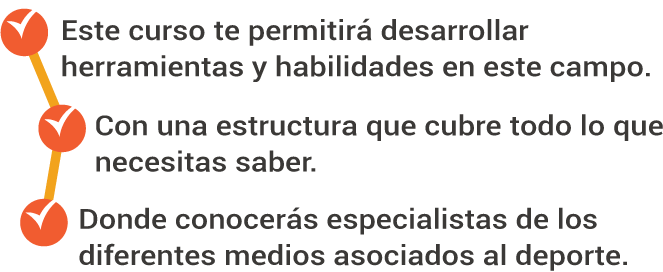 Este curso te permitirá desarrollar
herramientas y habilidades en este campo.
Con una estructura que cubre todo lo que
necesitas saber.
Donde conocerás especialistas de los
diferentes medios asociados al deporte.